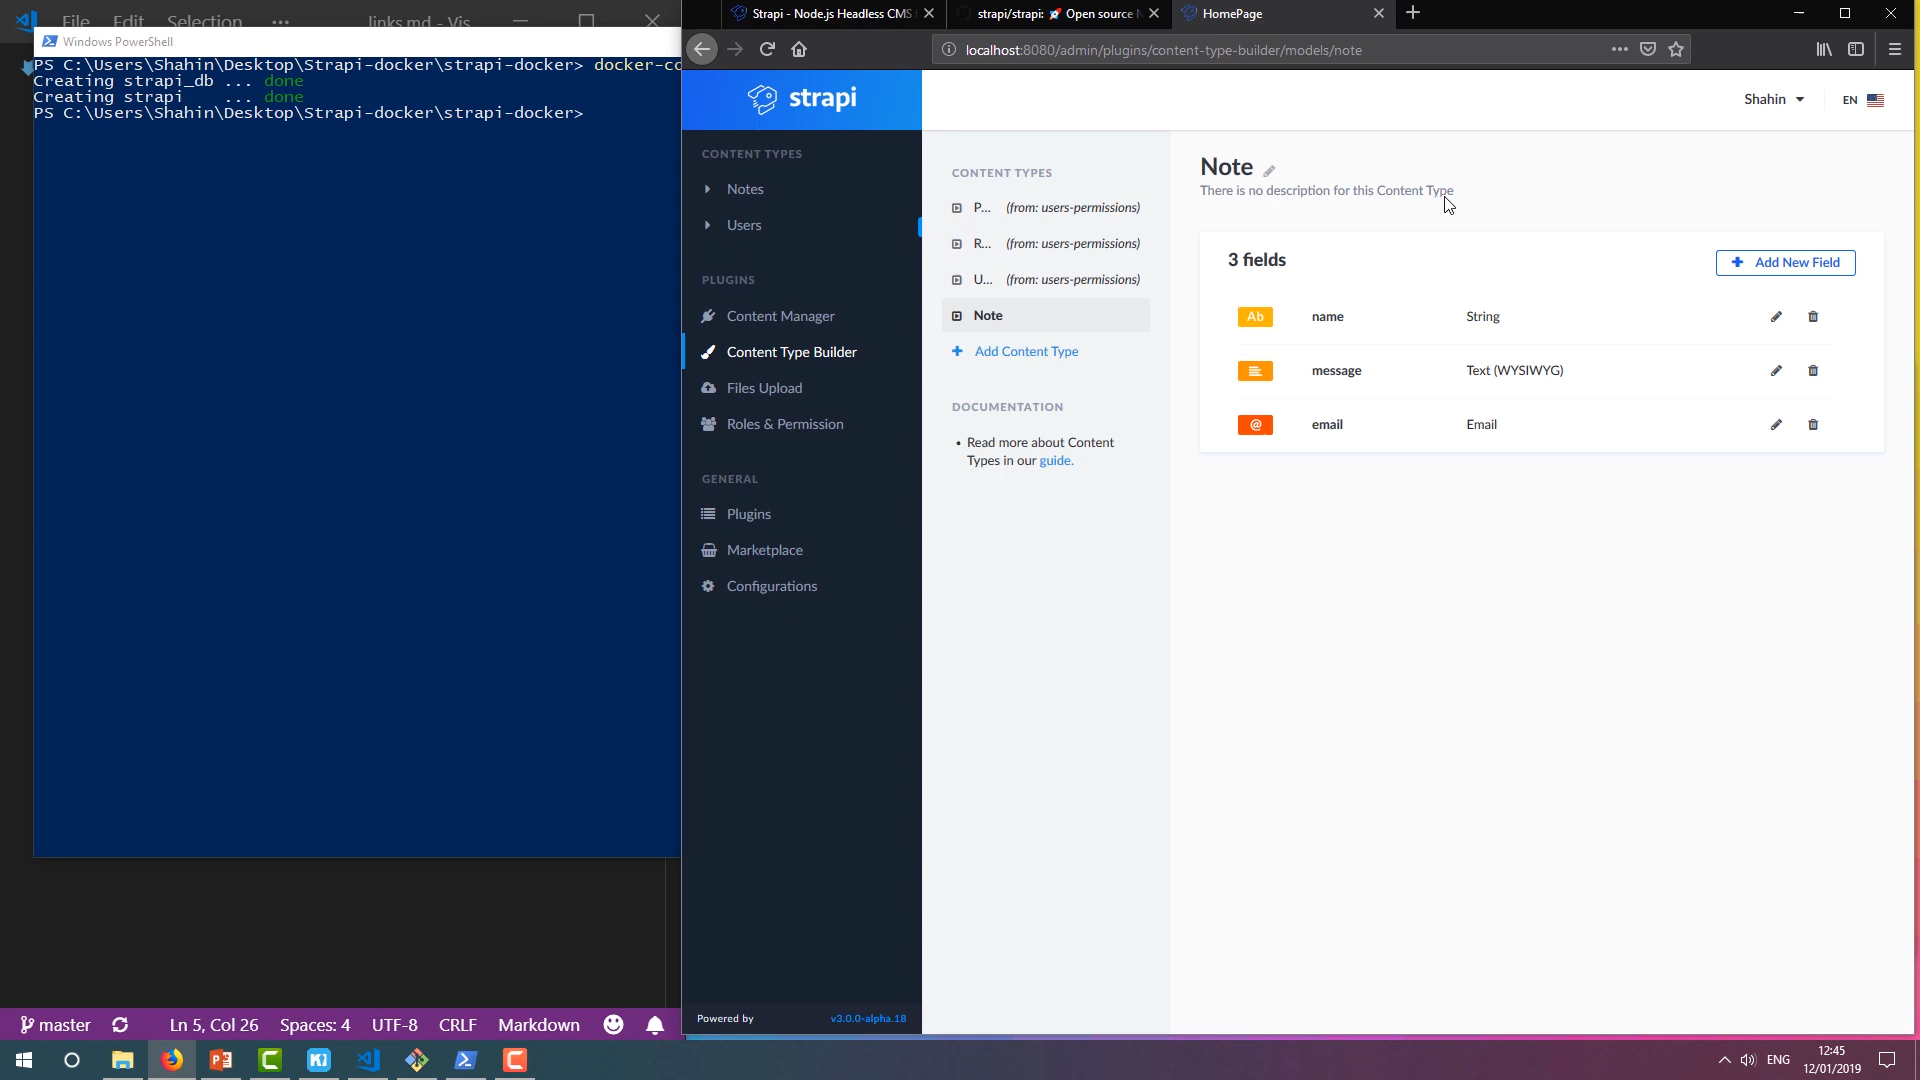 File Edit Selection ... links.md - Vis
Windows PowerShell
PS C:\Users\Shahin\Desktop\Strapi-docker\strapi-docker> docker-co
Creating strapi_db ... done
Creating strapi    ... done
PS C:\Users\Shahin\Desktop\Strapi-docker\strapi-docker>
master
Ln 5, Col 26
Spaces: 4
UTF-8
CRLF
Markdown
Strapi - Node.js Headless CMS
strapi/strapi: 🚀 Open source N
HomePage
localhost:8080/admin/plugins/content-type-builder/models/note
strapi
Shahin
EN
CONTENT TYPES
Notes
Users
PLUGINS
Content Manager
Content Type Builder
Files Upload
Roles & Permission
GENERAL
Plugins
Marketplace
Configurations
Powered by v3.0.0-alpha.18
CONTENT TYPES
P... (from: users-permissions)
R... (from: users-permissions)
U... (from: users-permissions)
Note
+ Add Content Type
DOCUMENTATION
• Read more about Content
Types in our guide.
Note
There is no description for this Content Type
3 fields
+ Add New Field
Ab name String
message Text (WYSIWYG)
@ email Email
ENG
12:45
12/01/2019